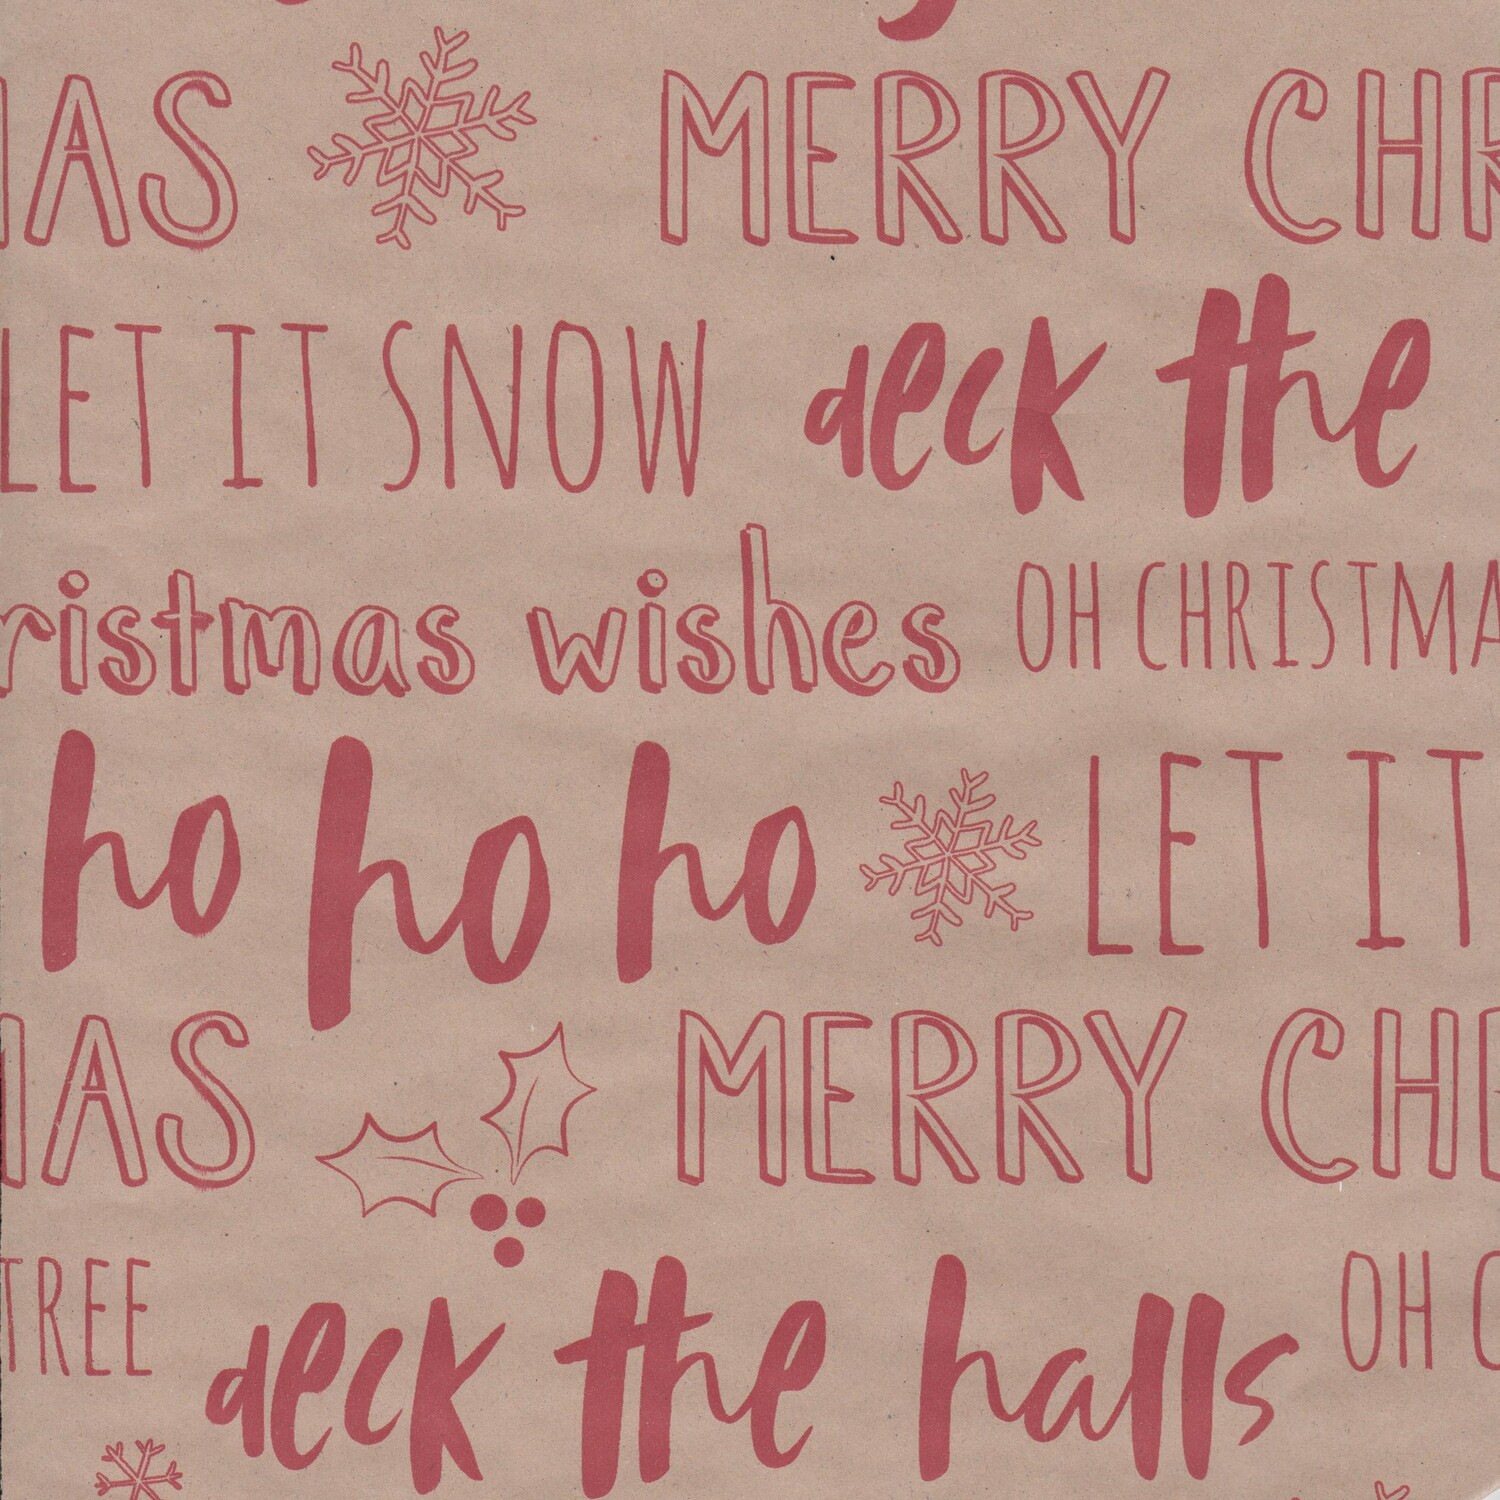 MAS MERRY CHR
LET IT SNOW deck the
ristmas wishes OH CHRISTMA
ho ho ho LET IT
MAS MERRY CH
TREE deck the halls OH C